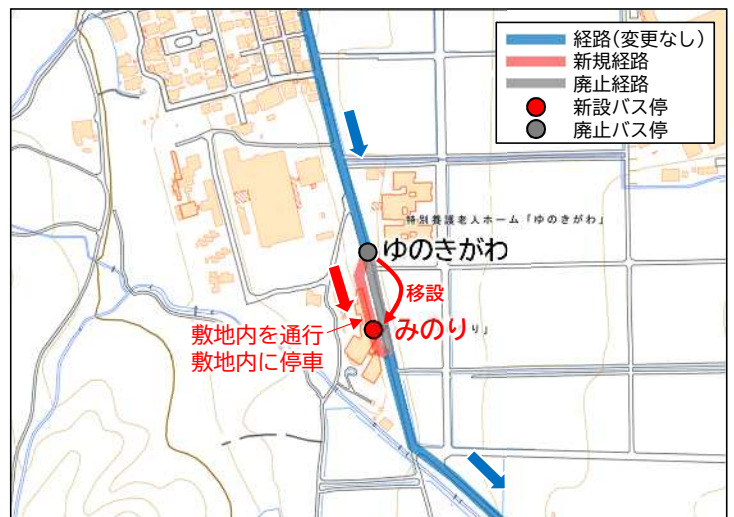 経路(変更なし)
新規経路
廃止経路
新設バス停
廃止バス停
特別養護老人ホーム「ゆのきがわ」
ゆのきがわ
移設
敷地内を通行
敷地内に停車
みのり
り」